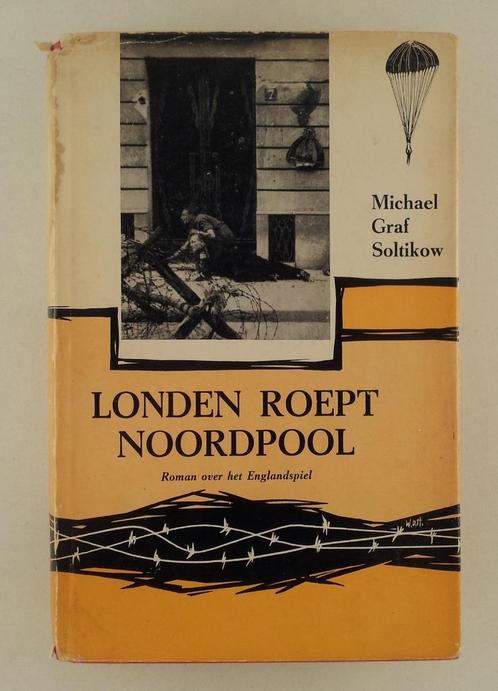 7
Michael
Graf
Soltikow
LONDEN ROEPT
NOORDPOOL
Roman over het Englandspiel